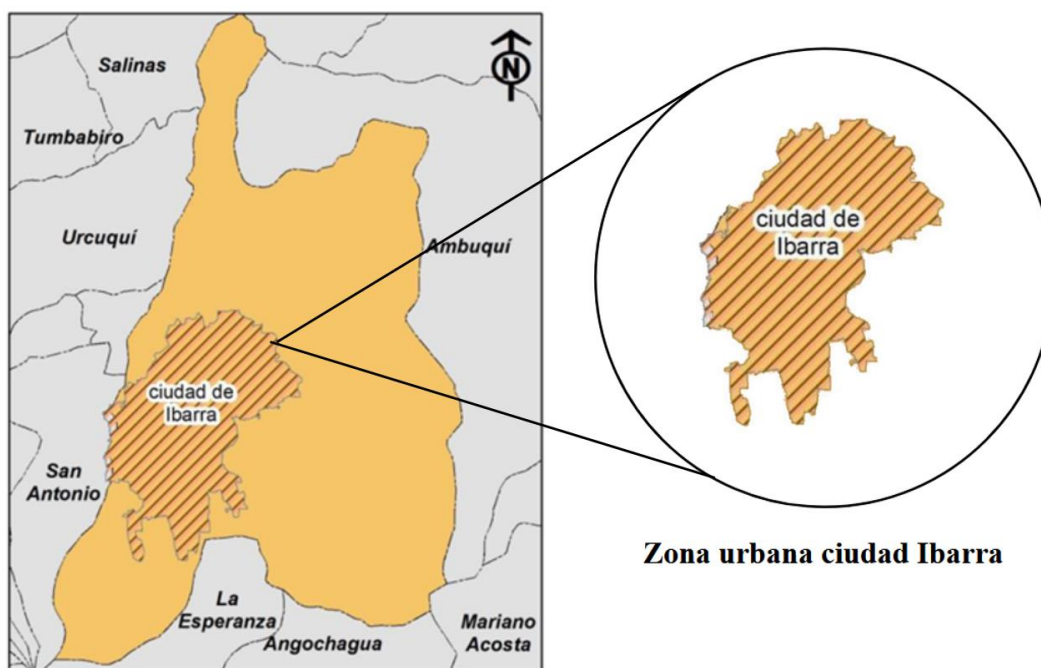 Salinas
N
Tumbabiro
Urcuquí
Ambuquí
ciudad de
Ibarra
San
Antonio
La
Esperanza
Angochagua
Mariano
Acosta
ciudad de
Ibarra
Zona urbana ciudad Ibarra